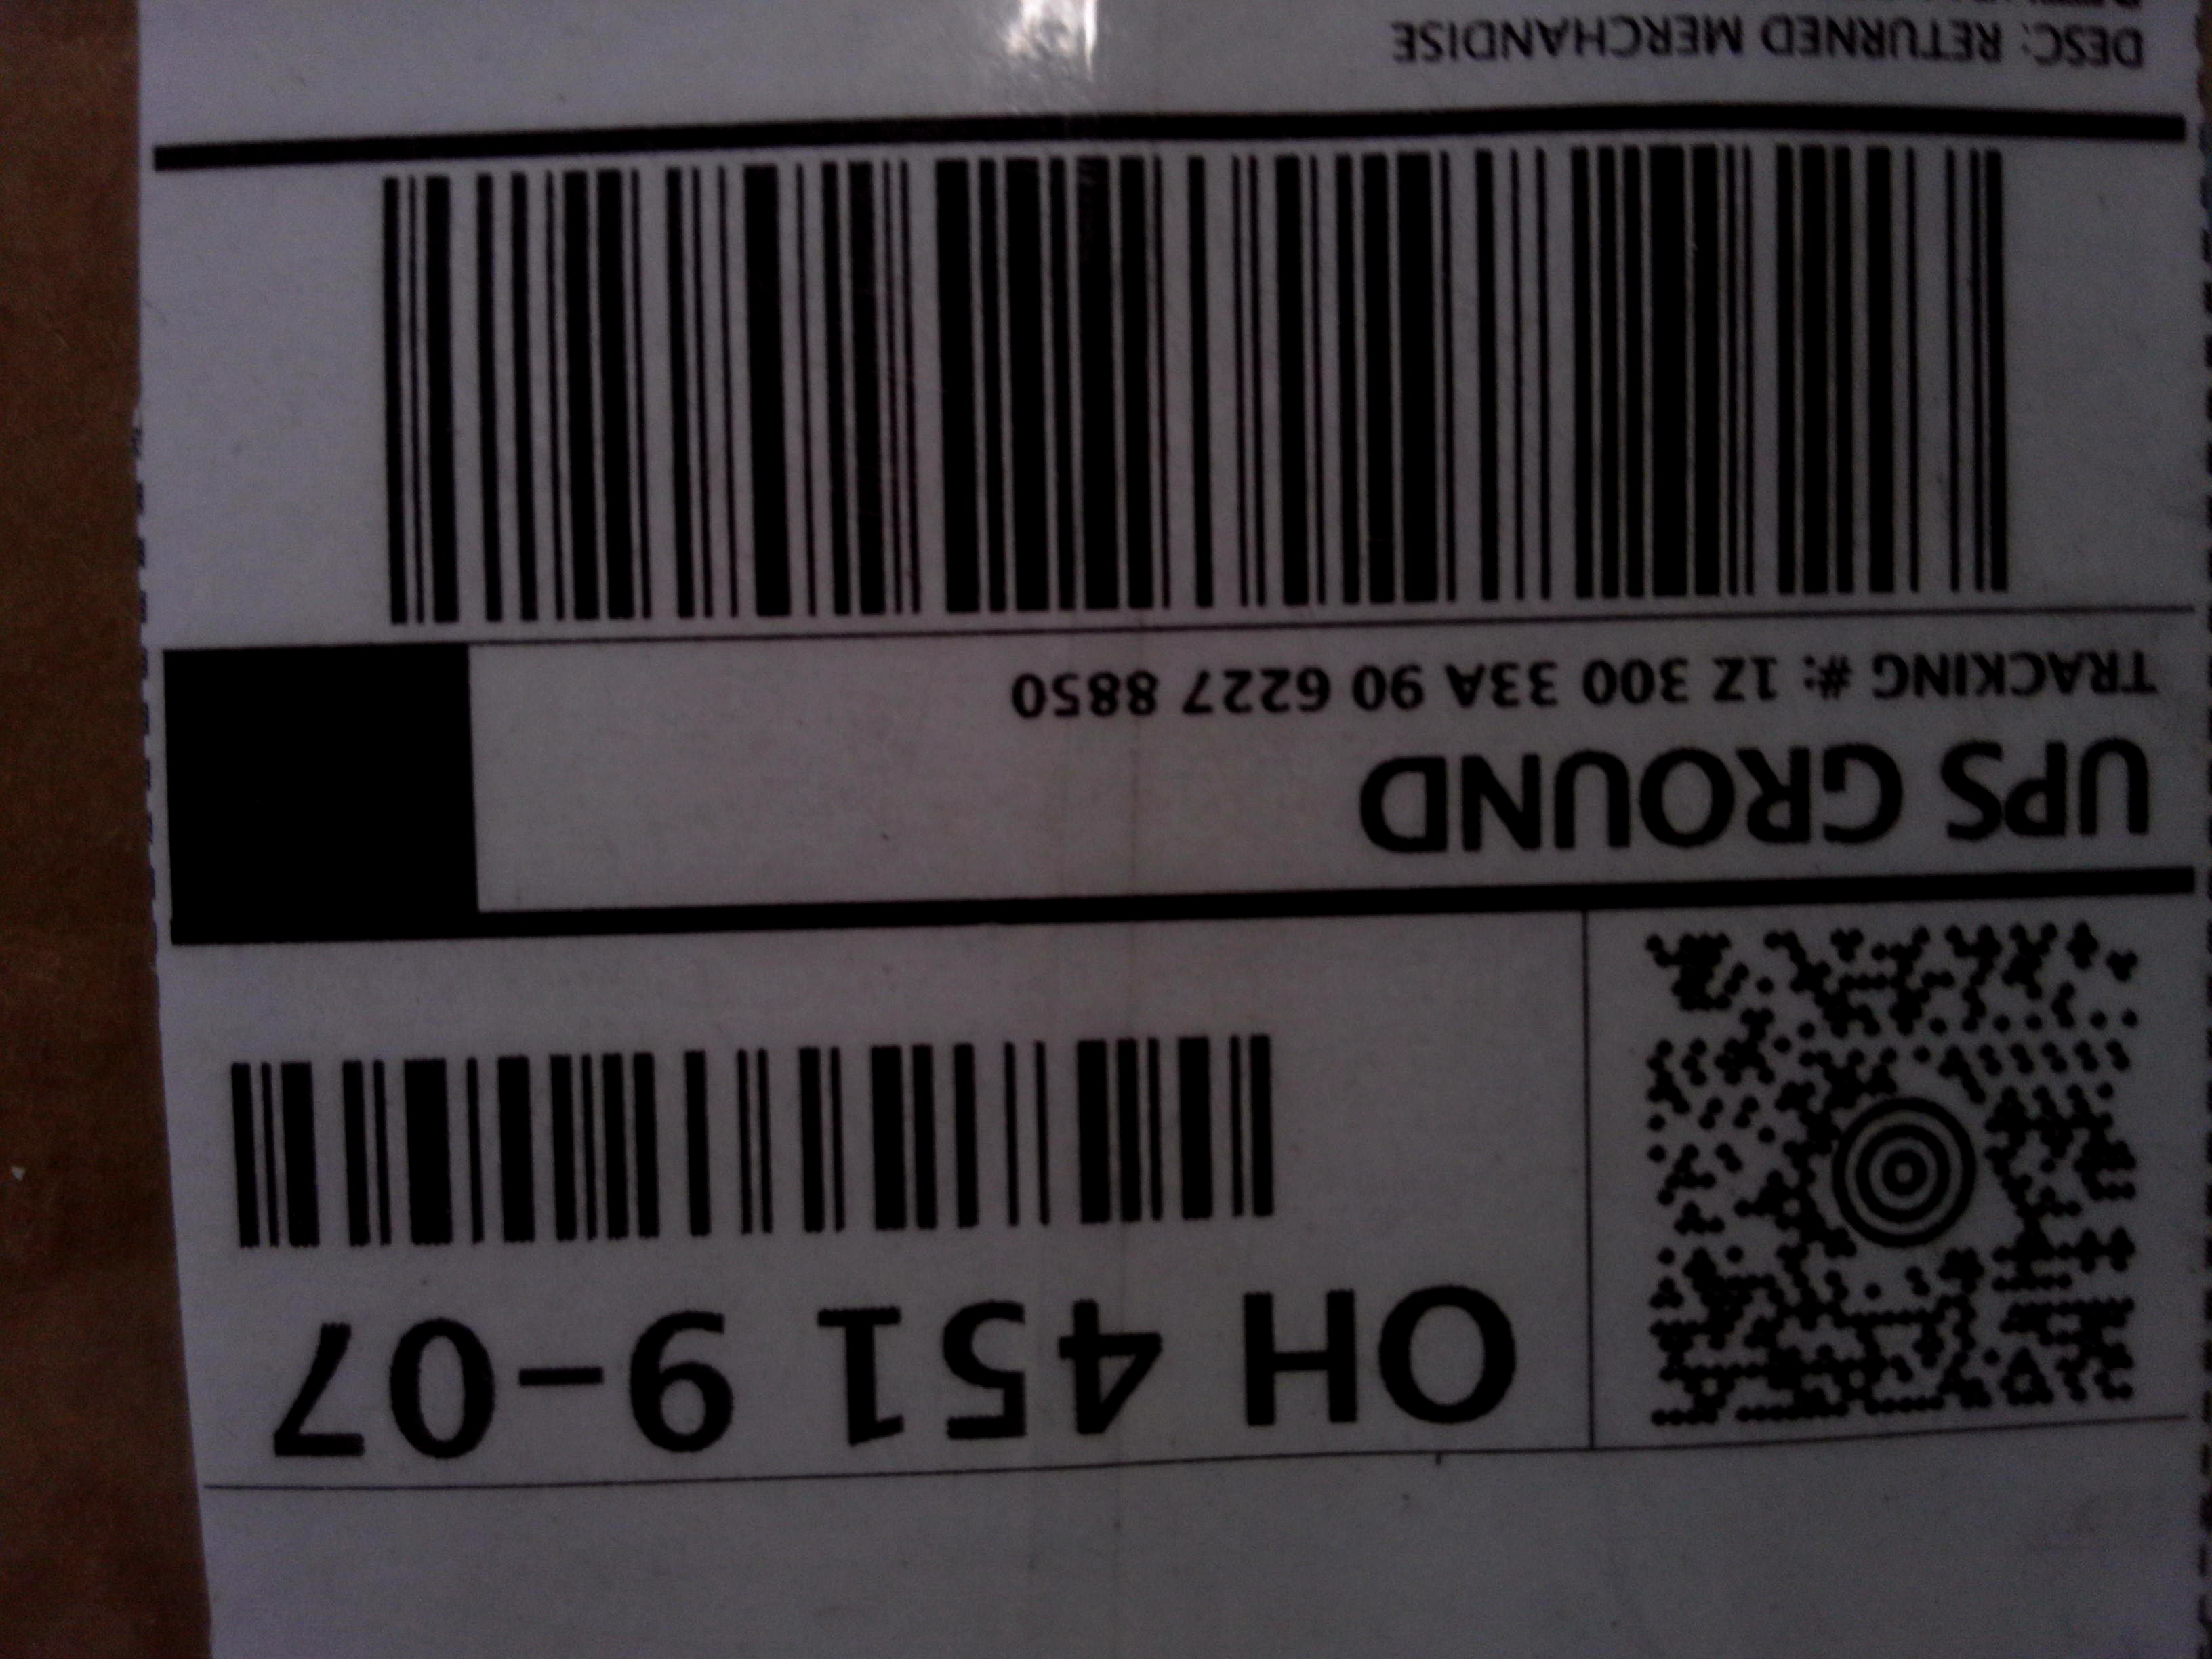 OH 451 9-07
UPS GROUND
TRACKING #: 1Z 300 33A 90 6227 8850
DESC: RETURNED MERCHANDISE